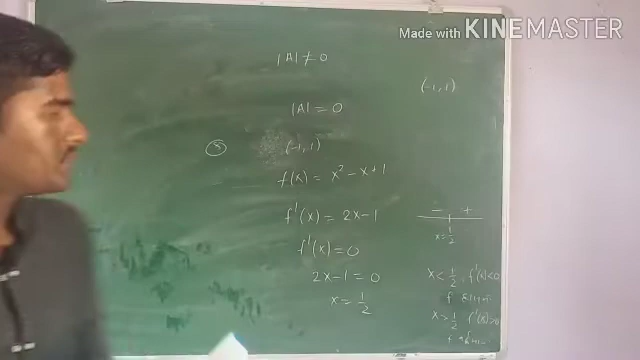 Made with KINEMASTER
|A| ≠ 0
(-1, 1)
|A| = 0
(-1, 1)
f(x) = x² - x + 1
f'(x) = 2x - 1
- +
x = 1/2
f'(x) = 0
2x - 1 = 0
x = 1/2
x < 1/2, f'(x) < 0
f
x > 1/2 f'(x) > 0
f